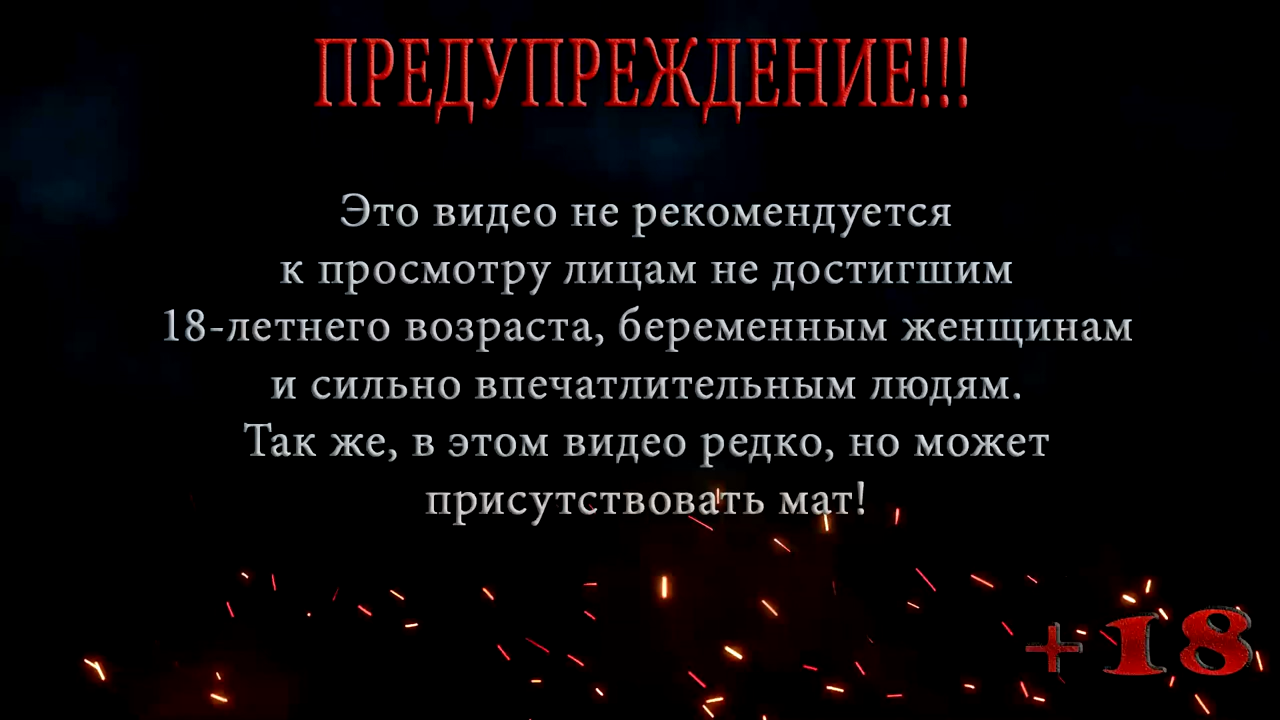 ПРЕДУПРЕЖДЕНИЕ!!!
Это видео не рекомендуется
к просмотру лицам не достигшим
18-летнего возраста, беременным женщинам
и сильно впечатлительным людям.
Так же, в этом видео редко, но может
присутствовать мат!
+18